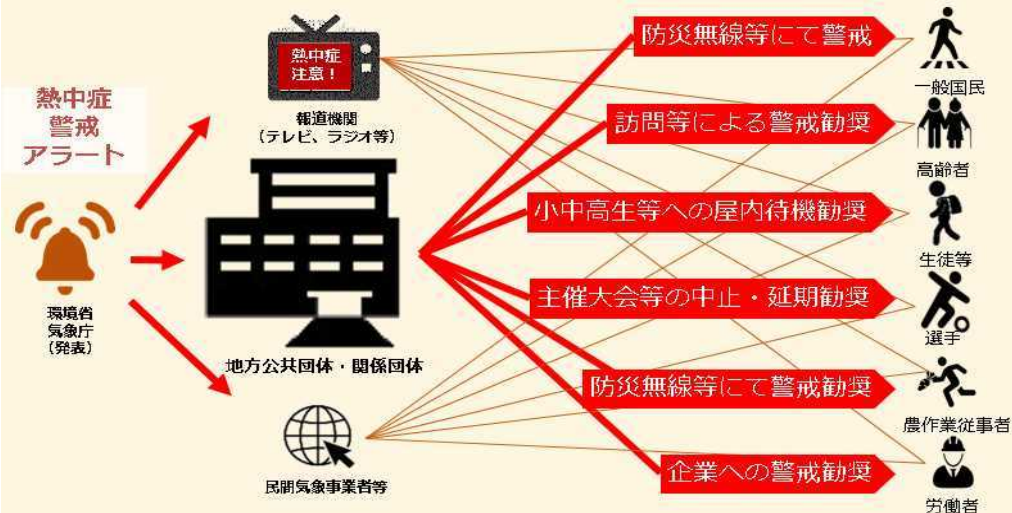 熱中症
警戒
アラート
環境省
気象庁
(発表)
熱中症
注意！
報道機関
(テレビ、ラジオ等)
地方公共団体・関係団体
民間気象事業者等
防災無線等にて警戒
訪問等による警戒勧奨
小中高生等への屋内待機勧奨
主催大会等の中止・延期勧奨
防災無線等にて警戒勧奨
企業への警戒勧奨
一般国民
高齢者
生徒等
選手
農作業従事者
労働者